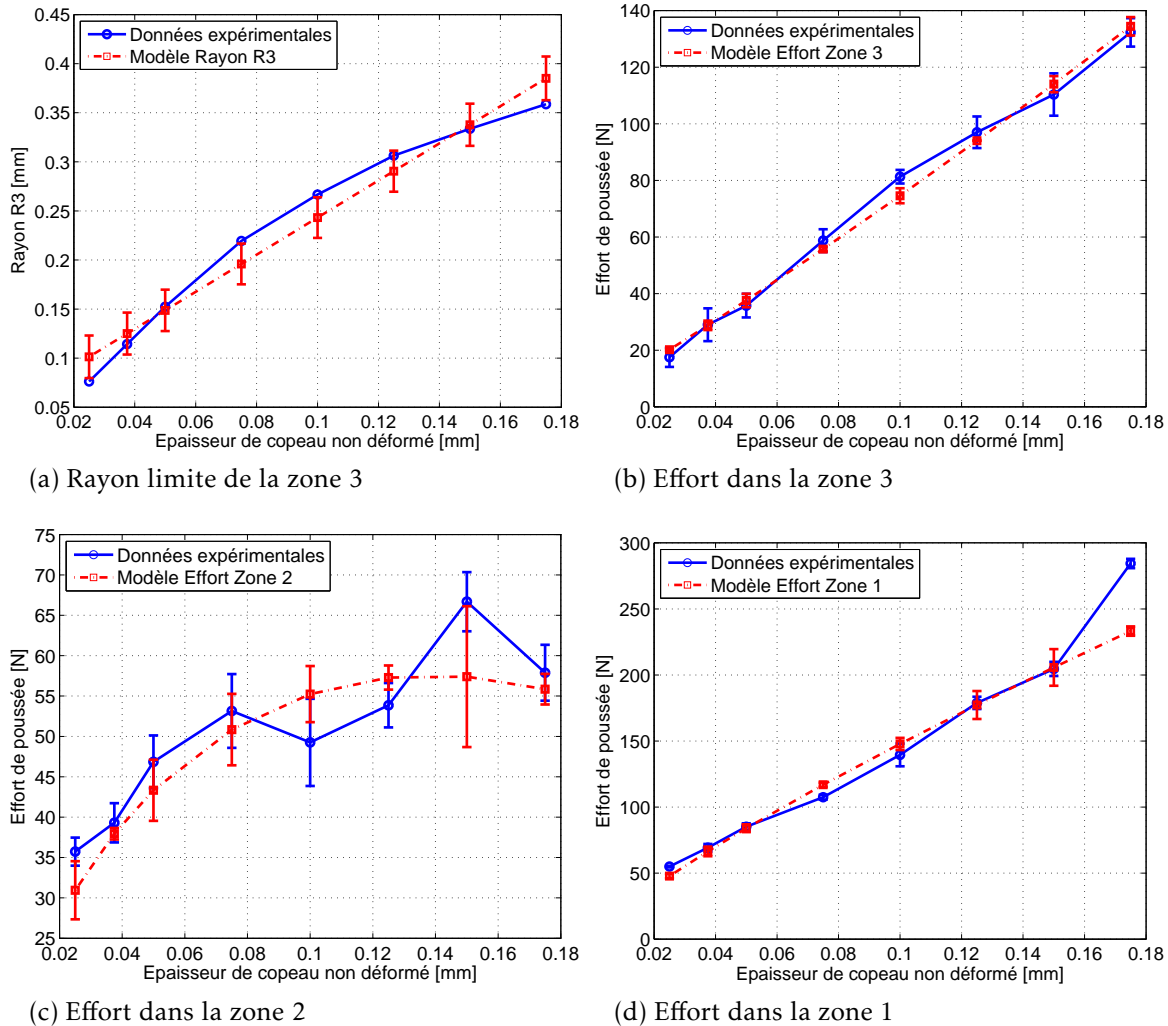 Données expérimentales
Modèle Rayon R3
0.4
0.35
0.3
0.25
0.2
0.15
0.1
0.05
Rayon R3 [mm]
0.02 0.04 0.06 0.08 0.10 0.12 0.14 0.16 0.18
Epaisseur de copeau non déformé [mm]
(a) Rayon limite de la zone 3
Données expérimentales
Modèle Effort Zone 3
140
120
100
80
60
40
20
0
Effort de poussée [N]
0.02 0.04 0.06 0.08 0.10 0.12 0.14 0.16 0.18
Epaisseur de copeau non déformé [mm]
(b) Effort dans la zone 3
Données expérimentales
Modèle Effort Zone 2
75
70
65
60
55
50
45
40
35
30
25
Effort de poussée [N]
0.02 0.04 0.06 0.08 0.1 0.12 0.14 0.16 0.18
Epaisseur de copeau non déformé [mm]
(c) Effort dans la zone 2
Données expérimentales
Modèle Effort Zone 1
300
250
200
150
100
50
0
Effort de poussée [N]
0.02 0.04 0.06 0.08 0.10 0.12 0.14 0.16 0.18
Epaisseur de copeau non déformé [mm]
(d) Effort dans la zone 1